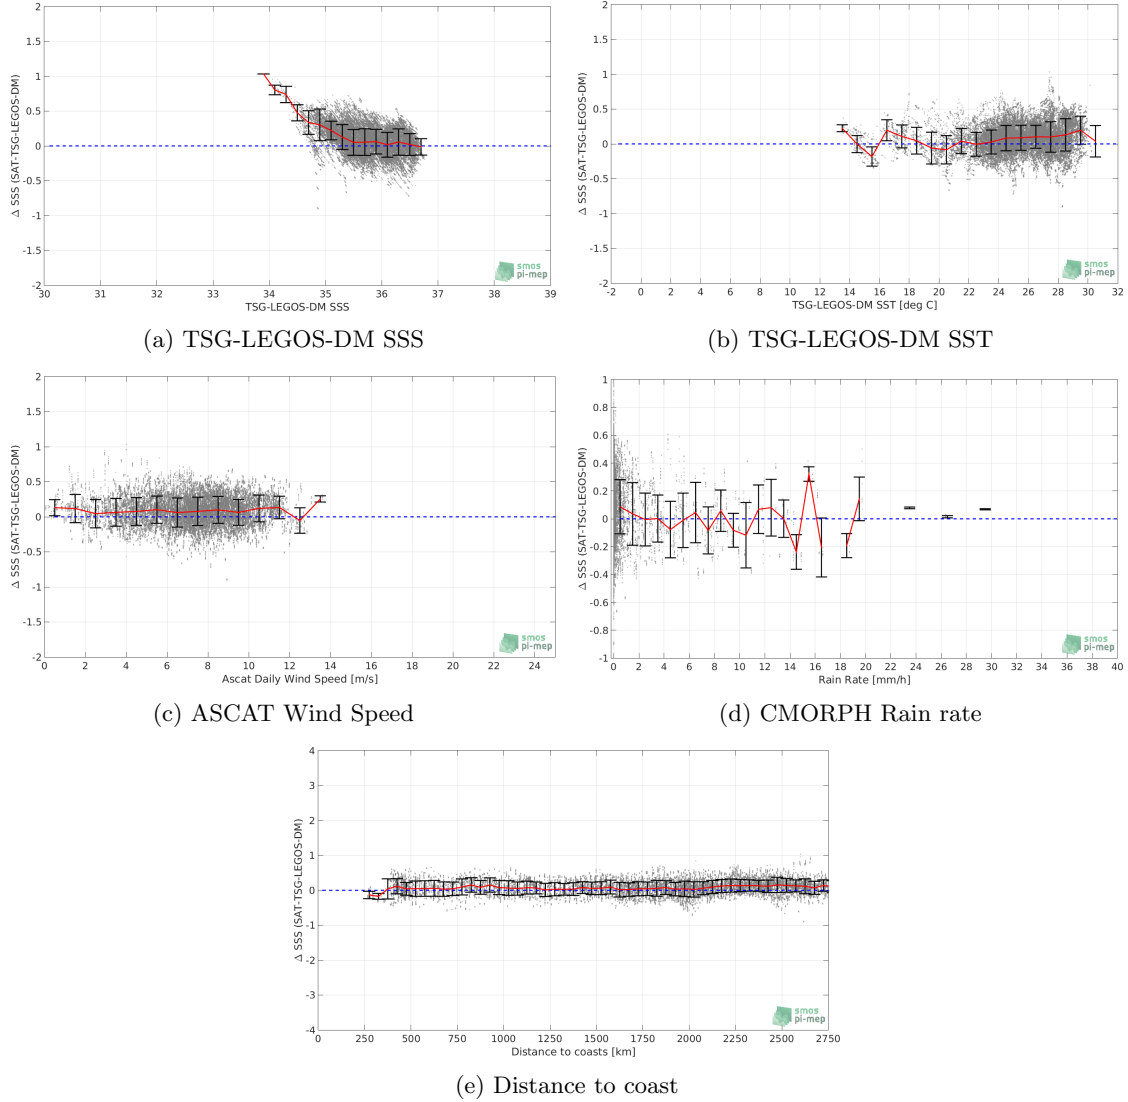 2
1.5
1
0.5
0
-0.5
-1
-1.5
-2
Δ SSS (SAT-TSG-LEGOS-DM)
30 31 32 33 34 35 36 37 38 39
TSG-LEGOS-DM SSS
smos
pi-mep
(a) TSG-LEGOS-DM SSS
2
1.5
1
0.5
0
-0.5
-1
-1.5
-2
Δ SSS (SAT-TSG-LEGOS-DM)
-2 0 2 4 6 8 10 12 14 16 18 20 22 24 26 28 30 32
TSG-LEGOS-DM SST [deg C]
smos
pi-mep
(b) TSG-LEGOS-DM SST
2
1.5
1
0.5
0
-0.5
-1
-1.5
-2
Δ SSS (SAT-TSG-LEGOS-DM)
0 2 4 6 8 10 12 14 16 18 20 22 24
Ascat Daily Wind Speed [m/s]
smos
pi-mep
(c) ASCAT Wind Speed
1
0.8
0.6
0.4
0.2
0
-0.2
-0.4
-0.6
-0.8
-1
Δ SSS (SAT-TSG-LEGOS-DM)
0 2 4 6 8 10 12 14 16 18 20 22 24 26 28 30 32 34 36 38 40
Rain Rate [mm/h]
smos
pi-mep
(d) CMORPH Rain rate
4
3
2
1
0
-1
-2
-3
-4
Δ SSS (SAT-TSG-LEGOS-DM)
0 250 500 750 1000 1250 1500 1750 2000 2250 2500 2750
Distance to coasts [km]
smos
pi-mep
(e) Distance to coast